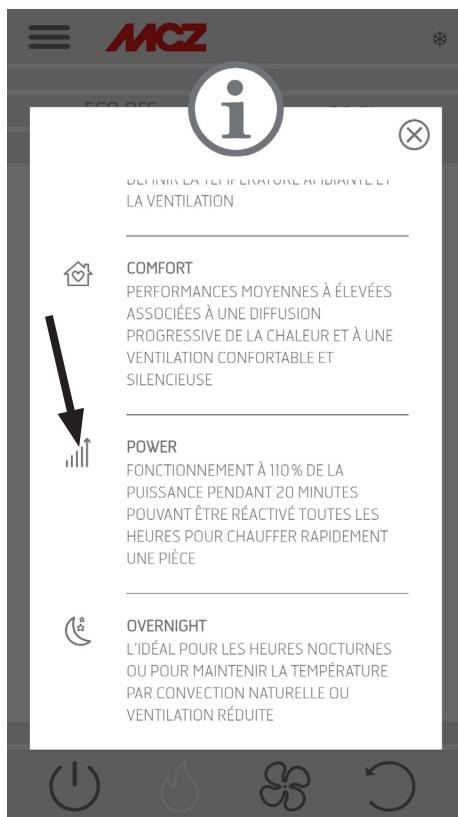 MCZ
LA VENTILATION
COMFORT
PERFORMANCES MOYENNES À ÉLEVÉES
ASSOCIÉES À UNE DIFFUSION
PROGRESSIVE DE LA CHALEUR ET À UNE
VENTILATION CONFORTABLE ET
SILENCIEUSE
POWER
FONCTIONNEMENT À 110 % DE LA
PUISSANCE PENDANT 20 MINUTES
POUVANT ÊTRE RÉACTIVÉ TOUTES LES
HEURES POUR CHAUFFER RAPIDEMENT
UNE PIÈCE
OVERNIGHT
L'IDÉAL POUR LES HEURES NOCTURNES
OU POUR MAINTENIR LA TEMPÉRATURE
PAR CONVECTION NATURELLE OU
VENTILATION RÉDUITE